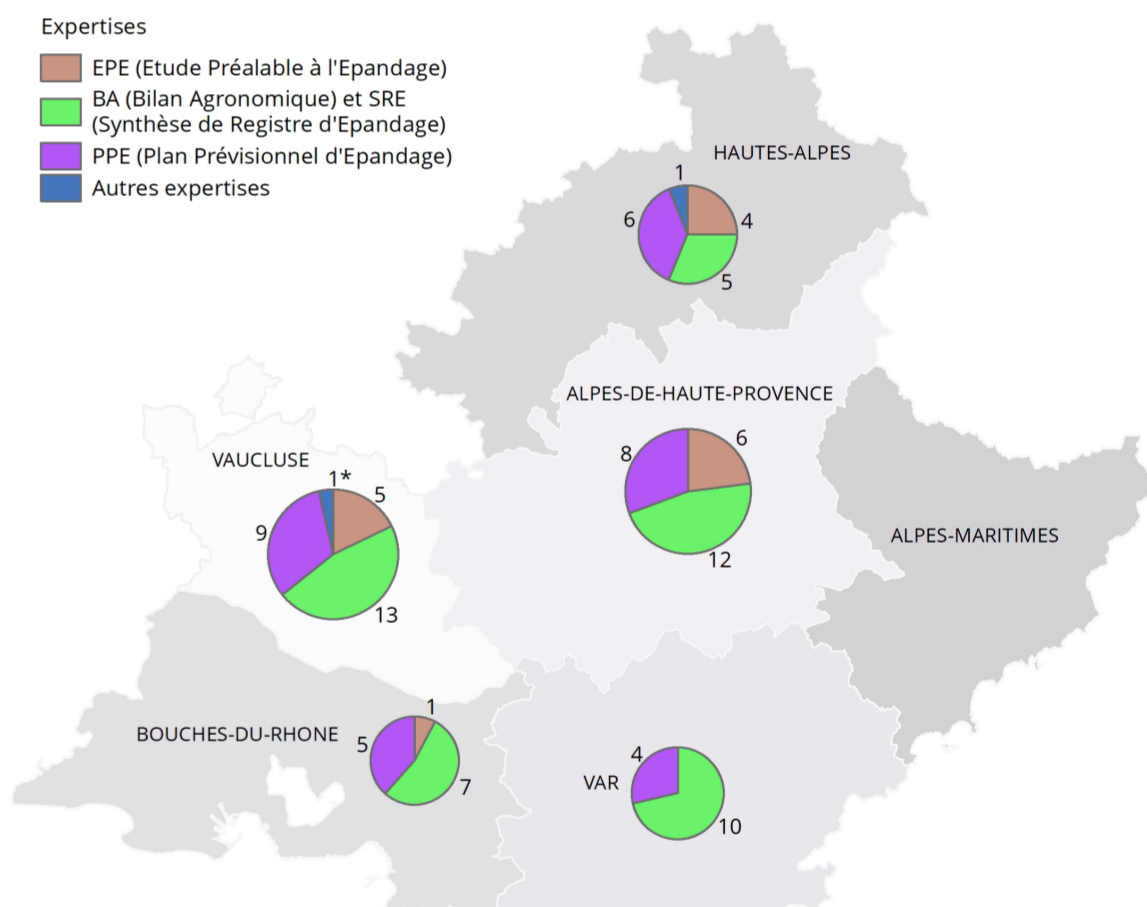 Expertises
EPE (Etude Préalable à l'Epandage)
BA (Bilan Agronomique) et SRE
(Synthèse de Registre d'Epandage)
PPE (Plan Prévisionnel d'Epandage)
Autres expertises
HAUTES-ALPES
1
6
4
5
ALPES-DE-HAUTE-PROVENCE
8
6
12
VAUCLUSE
1*
5
9
13
ALPES-MARITIMES
BOUCHES-DU-RHONE
1
5
7
VAR
4
10